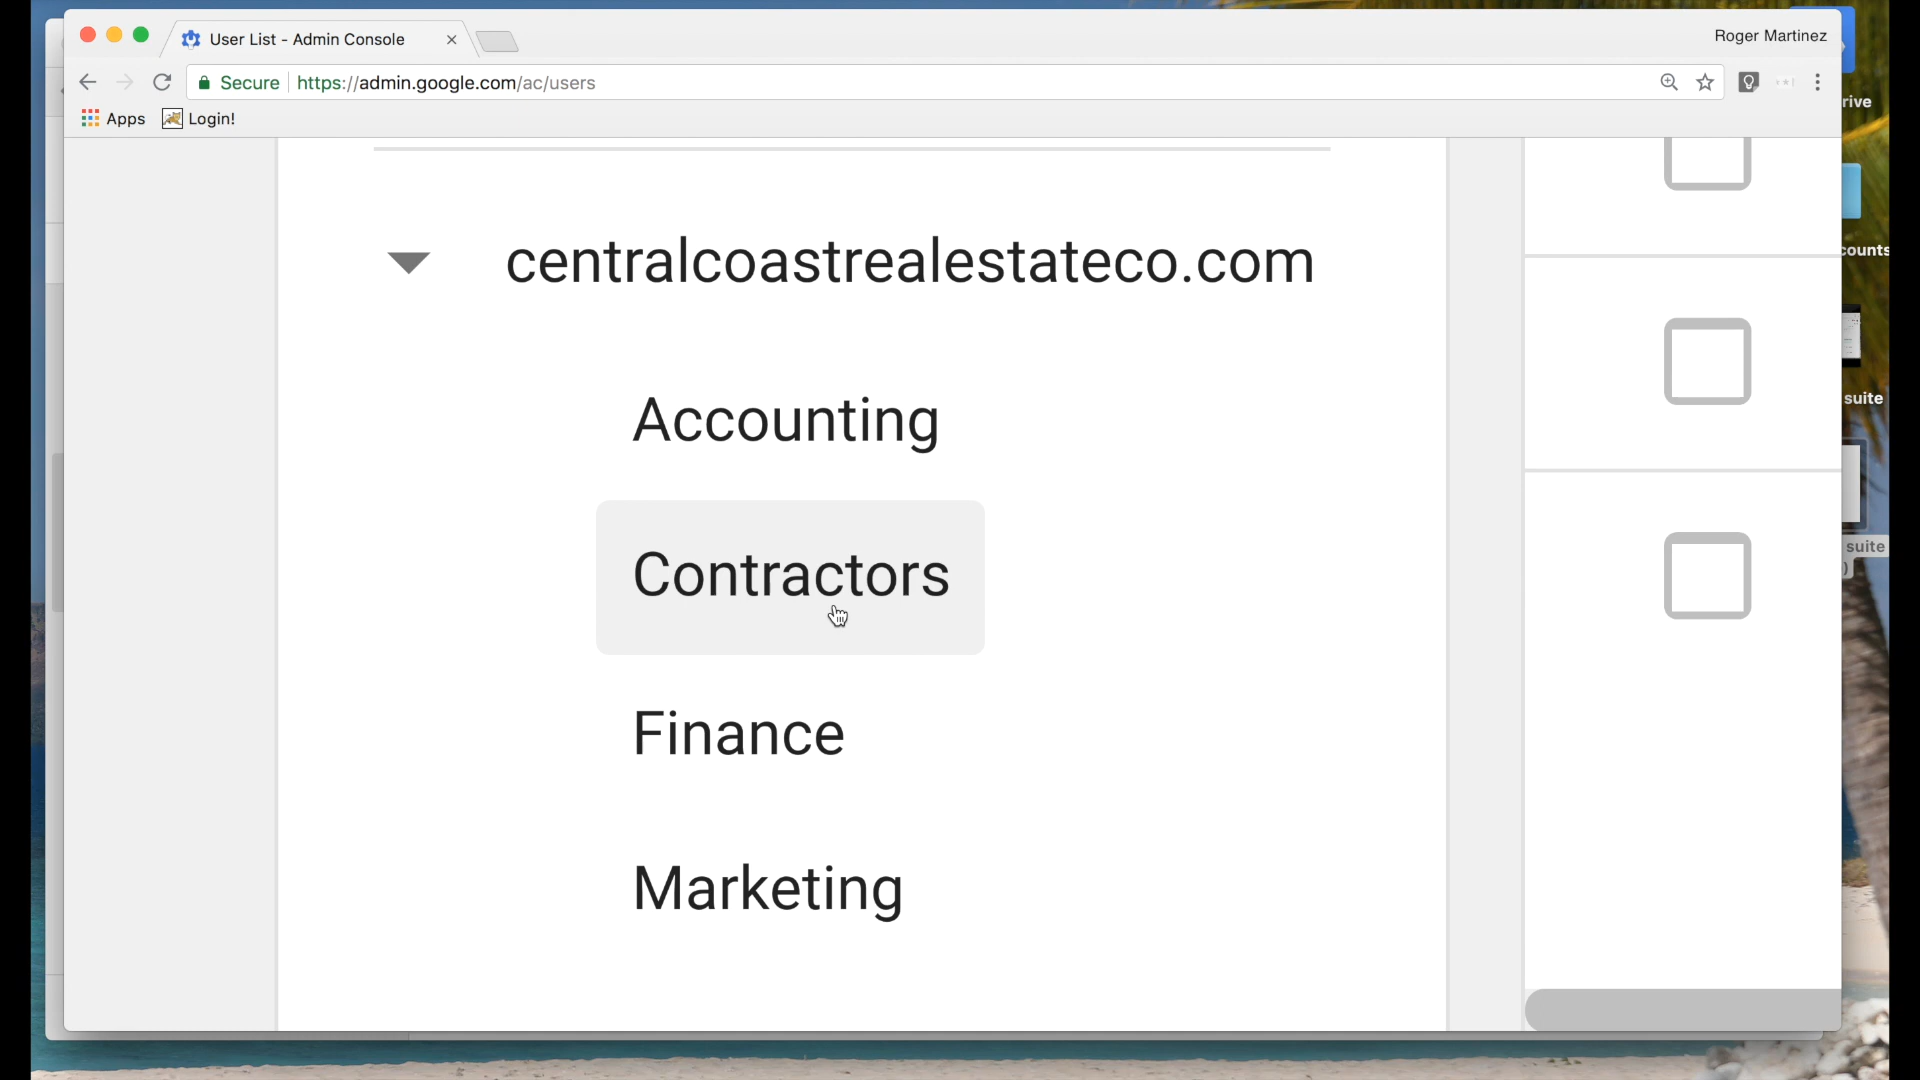 User List - Admin Console
Roger Martinez
Secure https://admin.google.com/ac/users
Apps Login!
rive
centralcoastrealestateco.com
counts
Accounting
suite
Contractors
suite
)
Finance
Marketing